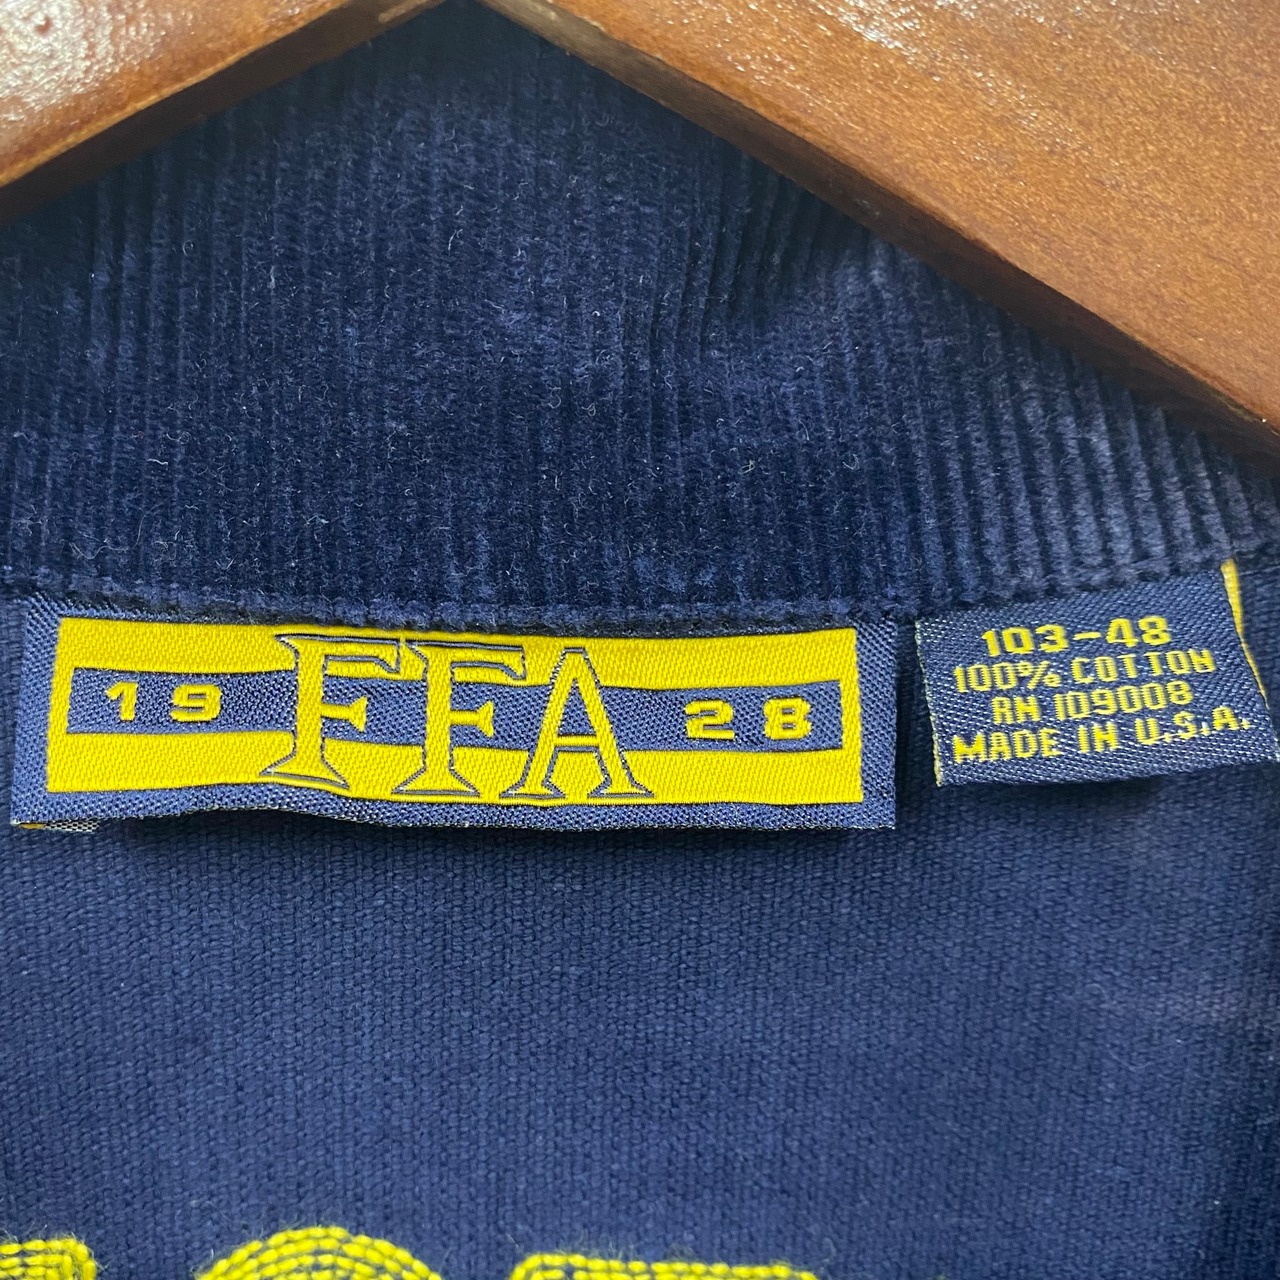 19 FFA 28
103-48
100% COTTON
RN 109008
MADE IN U.S.A.